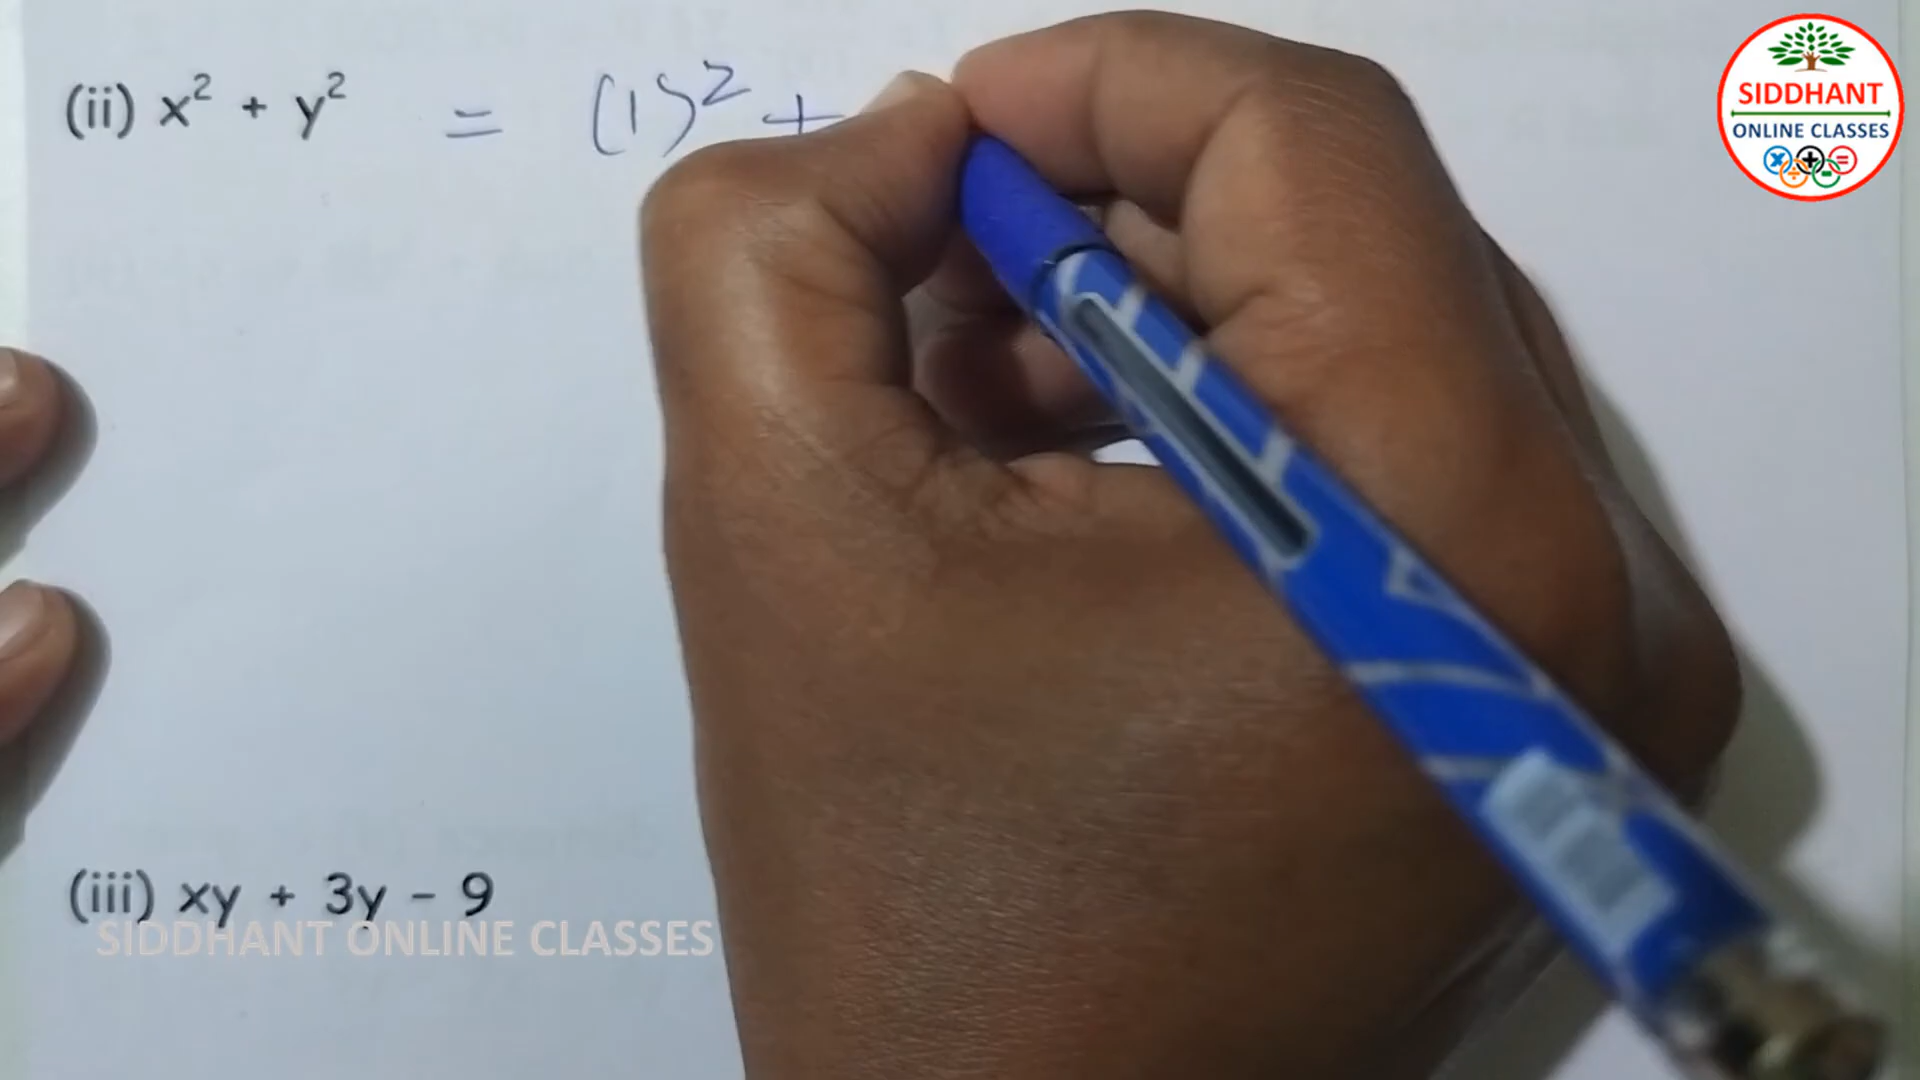 (ii) x² + y² = (1)² +
SIDDHANT
ONLINE CLASSES
(iii) xy + 3y - 9
SIDDHANT ONLINE CLASSES